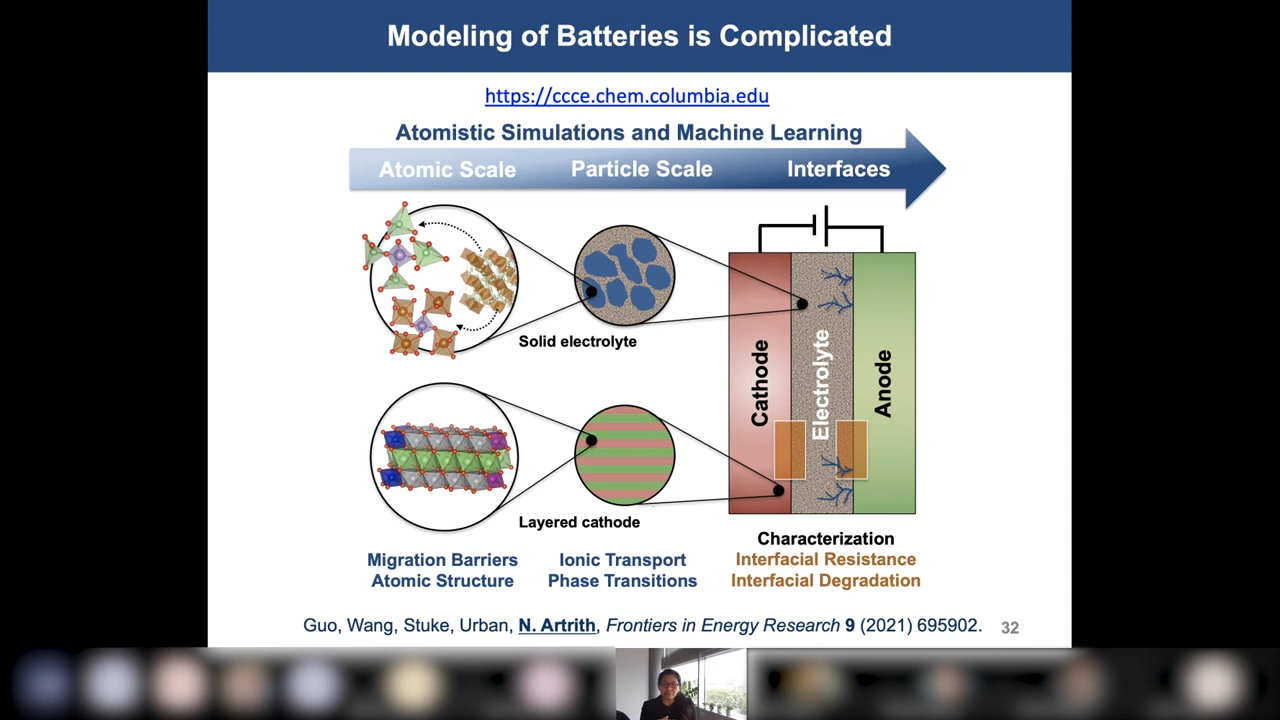 Modeling of Batteries is Complicated
https://ccce.chem.columbia.edu
Atomistic Simulations and Machine Learning
Atomic Scale
Particle Scale
Interfaces
Solid electrolyte
Cathode
Electrolyte
Anode
Layered cathode
Characterization
Migration Barriers
Atomic Structure
Ionic Transport
Phase Transitions
Interfacial Resistance
Interfacial Degradation
Guo, Wang, Stuke, Urban, N. Artrith, Frontiers in Energy Research 9 (2021) 695902.
32